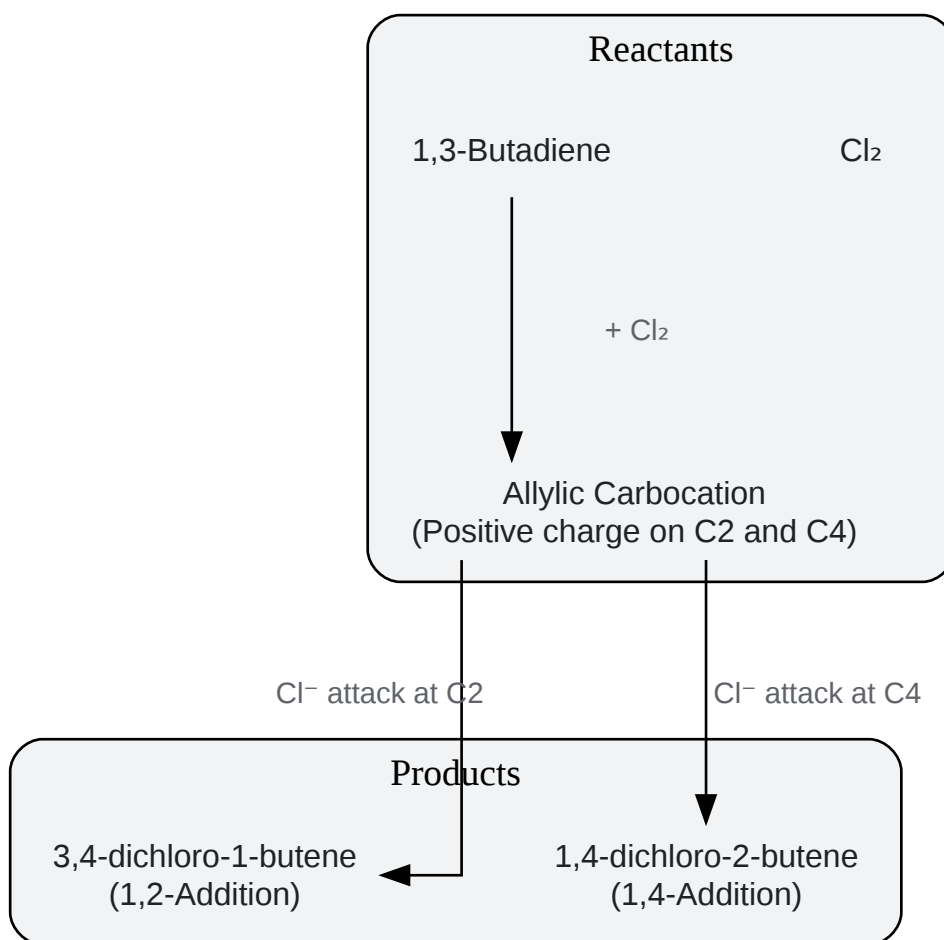 Reactants
1,3-Butadiene
Cl₂
+ Cl₂
Allylic Carbocation
(Positive charge on C2 and C4)
Cl⁻ attack at C2
Cl⁻ attack at C4
Products
3,4-dichloro-1-butene
(1,2-Addition)
1,4-dichloro-2-butene
(1,4-Addition)